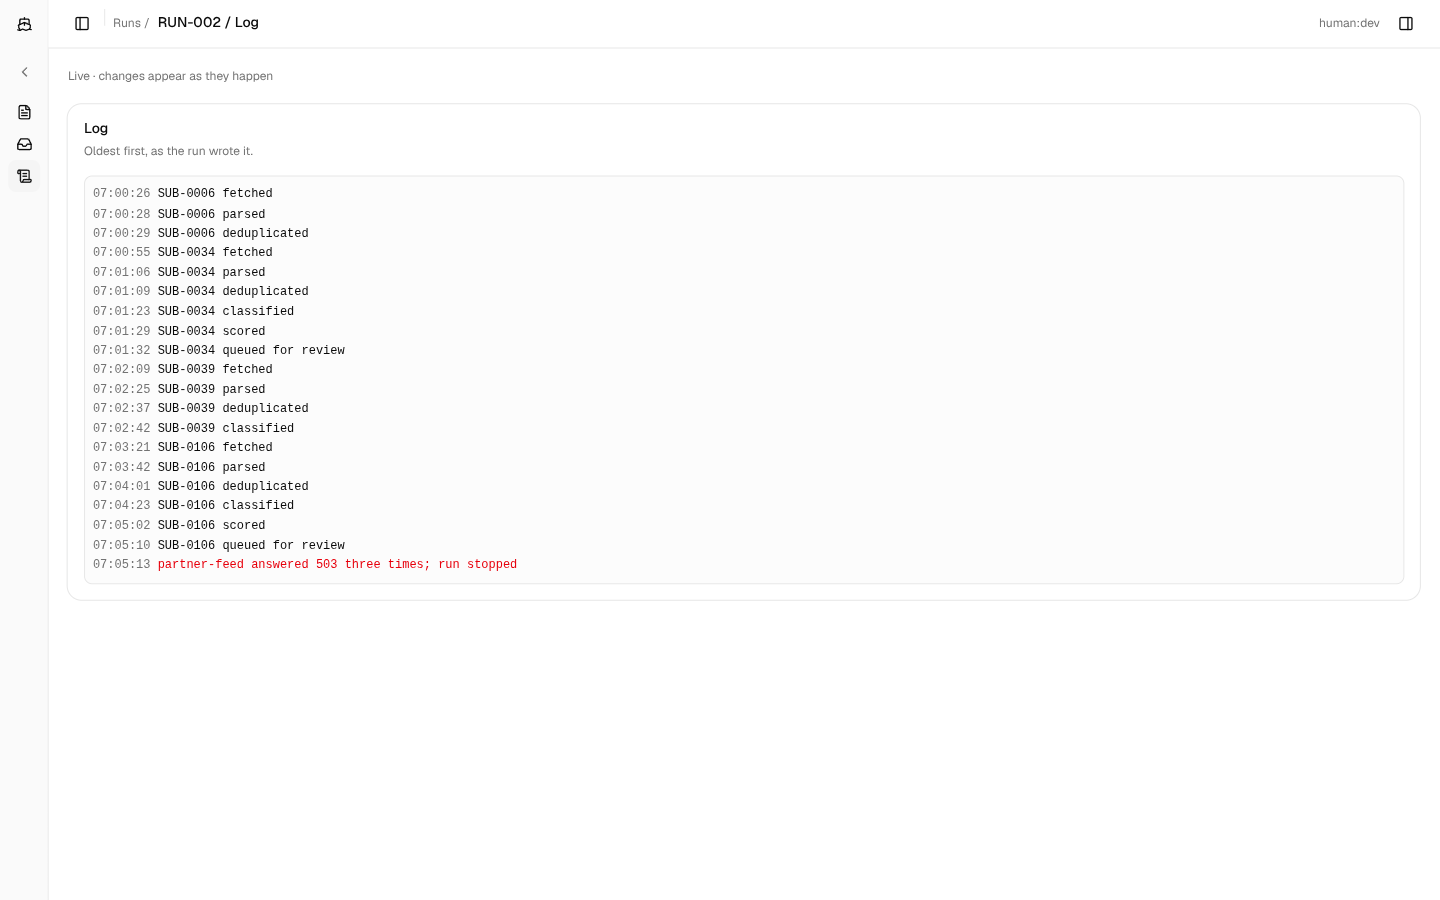 Runs / RUN-002 / Log
human:dev
Live · changes appear as they happen
Log
Oldest first, as the run wrote it.
07:00:26 SUB-0006 fetched
07:00:28 SUB-0006 parsed
07:00:29 SUB-0006 deduplicated
07:00:55 SUB-0034 fetched
07:01:06 SUB-0034 parsed
07:01:09 SUB-0034 deduplicated
07:01:23 SUB-0034 classified
07:01:29 SUB-0034 scored
07:01:32 SUB-0034 queued for review
07:02:09 SUB-0039 fetched
07:02:25 SUB-0039 parsed
07:02:37 SUB-0039 deduplicated
07:02:42 SUB-0039 classified
07:03:21 SUB-0106 fetched
07:03:42 SUB-0106 parsed
07:04:01 SUB-0106 deduplicated
07:04:23 SUB-0106 classified
07:05:02 SUB-0106 scored
07:05:10 SUB-0106 queued for review
07:05:13 partner-feed answered 503 three times; run stopped